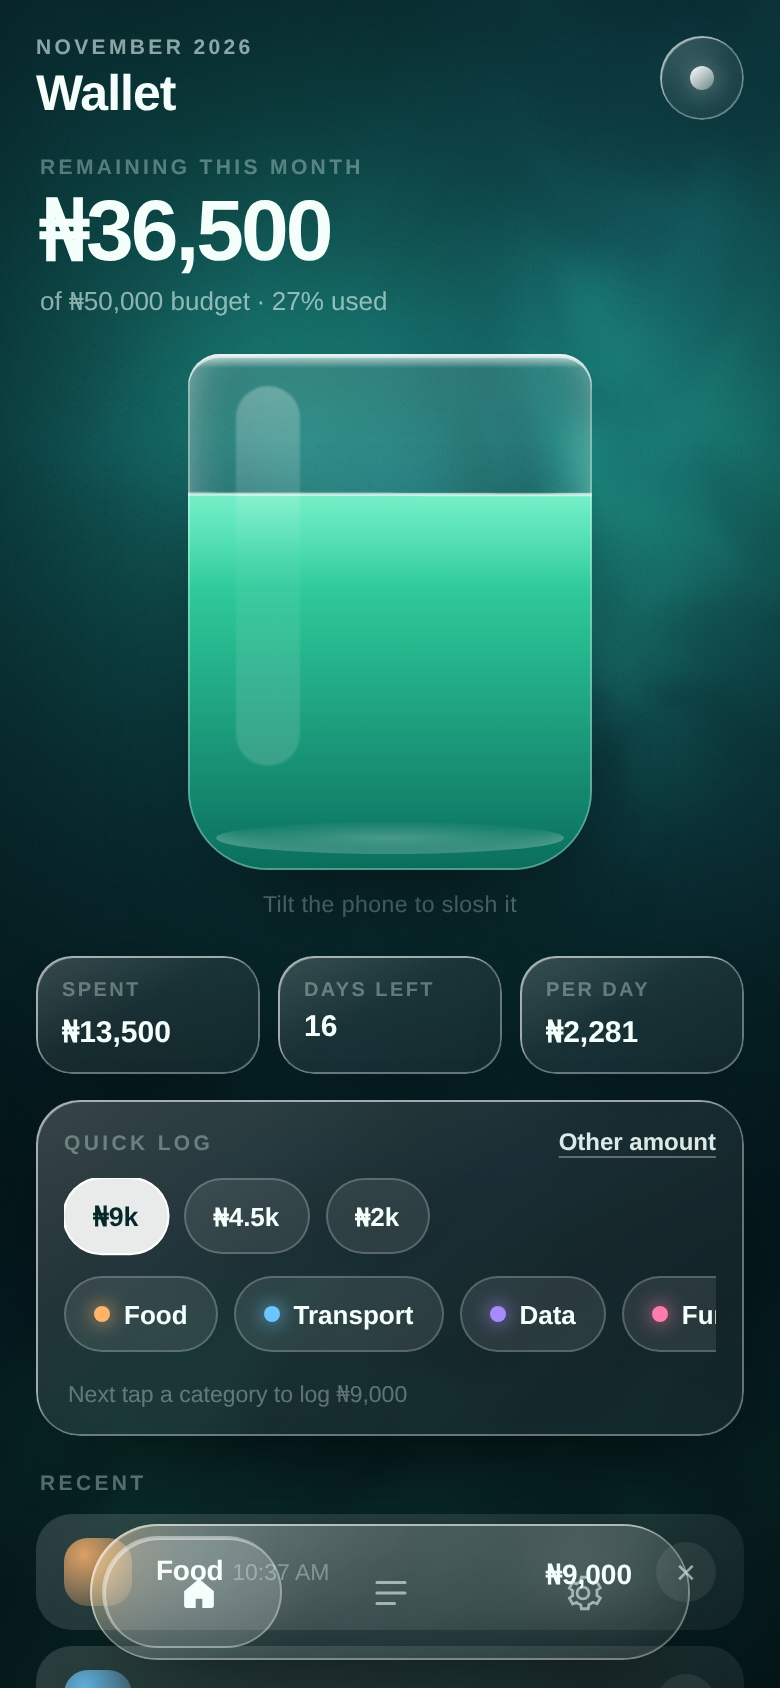 NOVEMBER 2026
Wallet
REMAINING THIS MONTH
₦36,500
of ₦50,000 budget · 27% used
Tilt the phone to slosh it
SPENT
₦13,500
DAYS LEFT
16
PER DAY
₦2,281
QUICK LOG
Other amount
₦9k
₦4.5k
₦2k
Food
Transport
Data
Next tap a category to log ₦9,000
RECENT
Food 10:37 AM
₦9,000